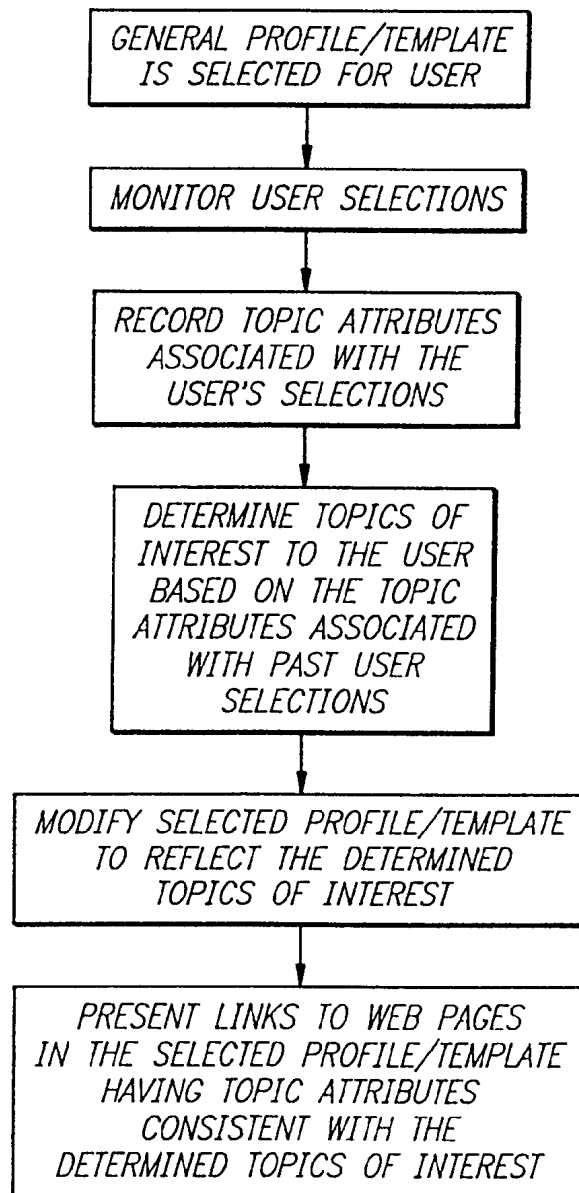 GENERAL PROFILE/TEMPLATE
IS SELECTED FOR USER
MONITOR USER SELECTIONS
RECORD TOPIC ATTRIBUTES
ASSOCIATED WITH THE
USER'S SELECTIONS
DETERMINE TOPICS OF
INTEREST TO THE USER
BASED ON THE TOPIC
ATTRIBUTES ASSOCIATED
WITH PAST USER
SELECTIONS
MODIFY SELECTED PROFILE/TEMPLATE
TO REFLECT THE DETERMINED
TOPICS OF INTEREST
PRESENT LINKS TO WEB PAGES
IN THE SELECTED PROFILE/TEMPLATE
HAVING TOPIC ATTRIBUTES
CONSISTENT WITH THE
DETERMINED TOPICS OF INTEREST